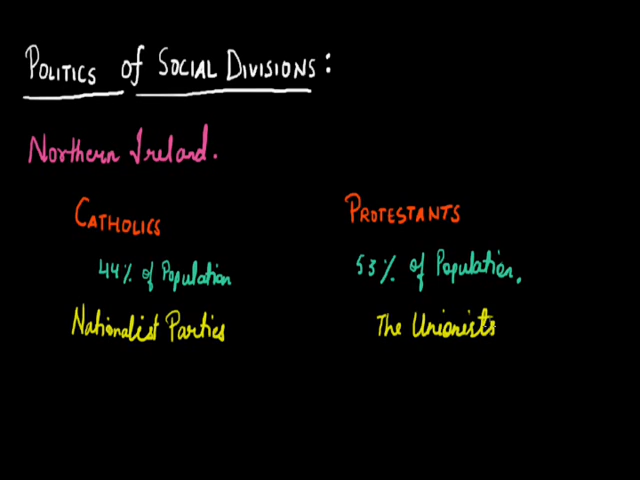 POLITICS of SOCIAL DIVISIONS:
Northern Ireland.
CATHOLICS PROTESTANTS
44% of Population 53% of Population.
Nationalist Parties The Unionists